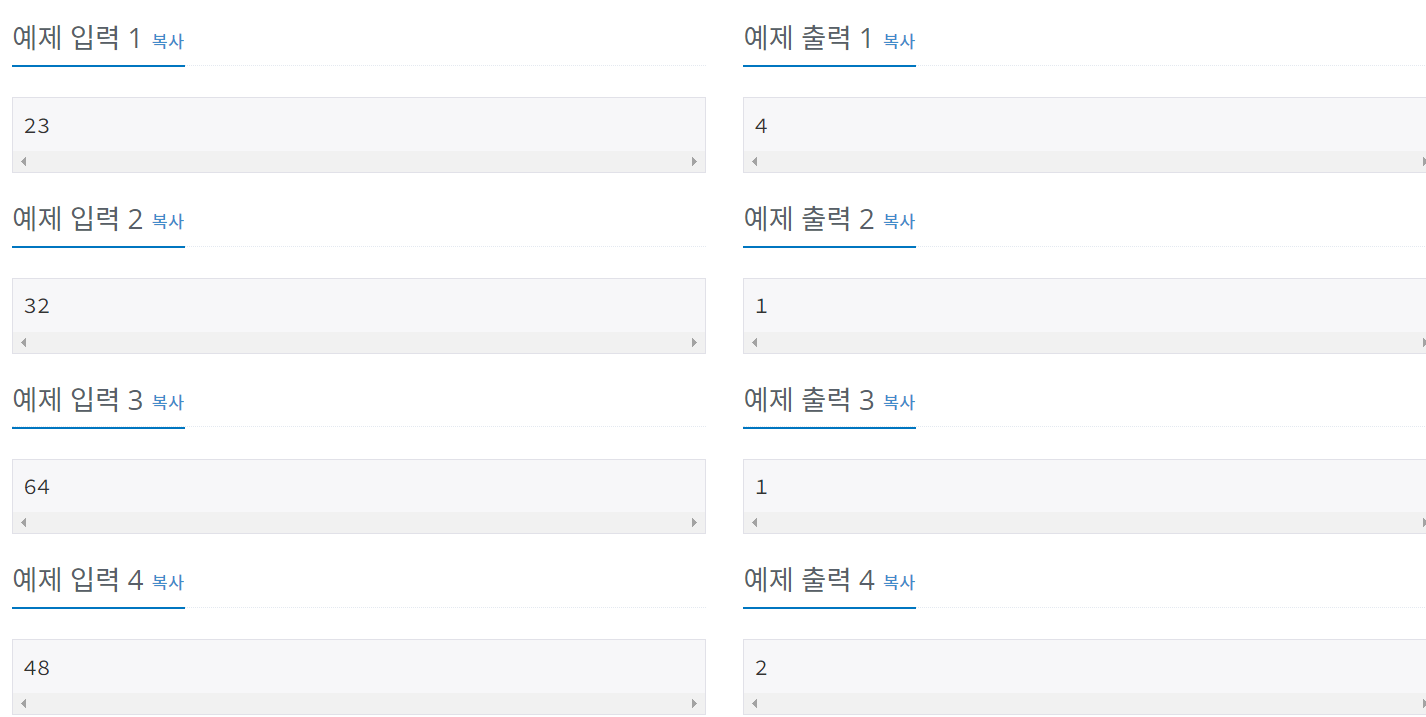 예제 입력 1 복사
예제 출력 1 복사
23
4
예제 입력 2 복사
예제 출력 2 복사
32
1
예제 입력 3 복사
예제 출력 3 복사
64
1
예제 입력 4 복사
예제 출력 4 복사
48
2